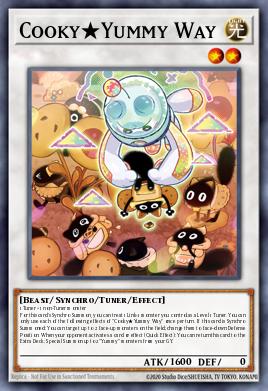 Cooky★Yummy Way
LIGHT
光
[Beast/ Synchro/Tuner/Effect]
1 Tuner + 1 non-Tuner monster
For this card's Synchro Summon, you can treat 1 Link-1 monster you control as a Level 1 Tuner. You can
only use each of the following effects of "Cooky★Yummy Way" once per turn. If this card is Synchro
Summoned: You can target up to 2 face-up monsters on the field; change them to face-down Defense
Position. When your opponent activates a card or effect (Quick Effect): You can return this card to the
Extra Deck; Special Summon up to 2 "Yummy" monsters from your GY.
ATK/1600 DEF/ 0
Replica - Not For Use in Sanctioned Tournaments
©2020 Studio Dice/SHUEISHA, TV TOKYO, KONAMI